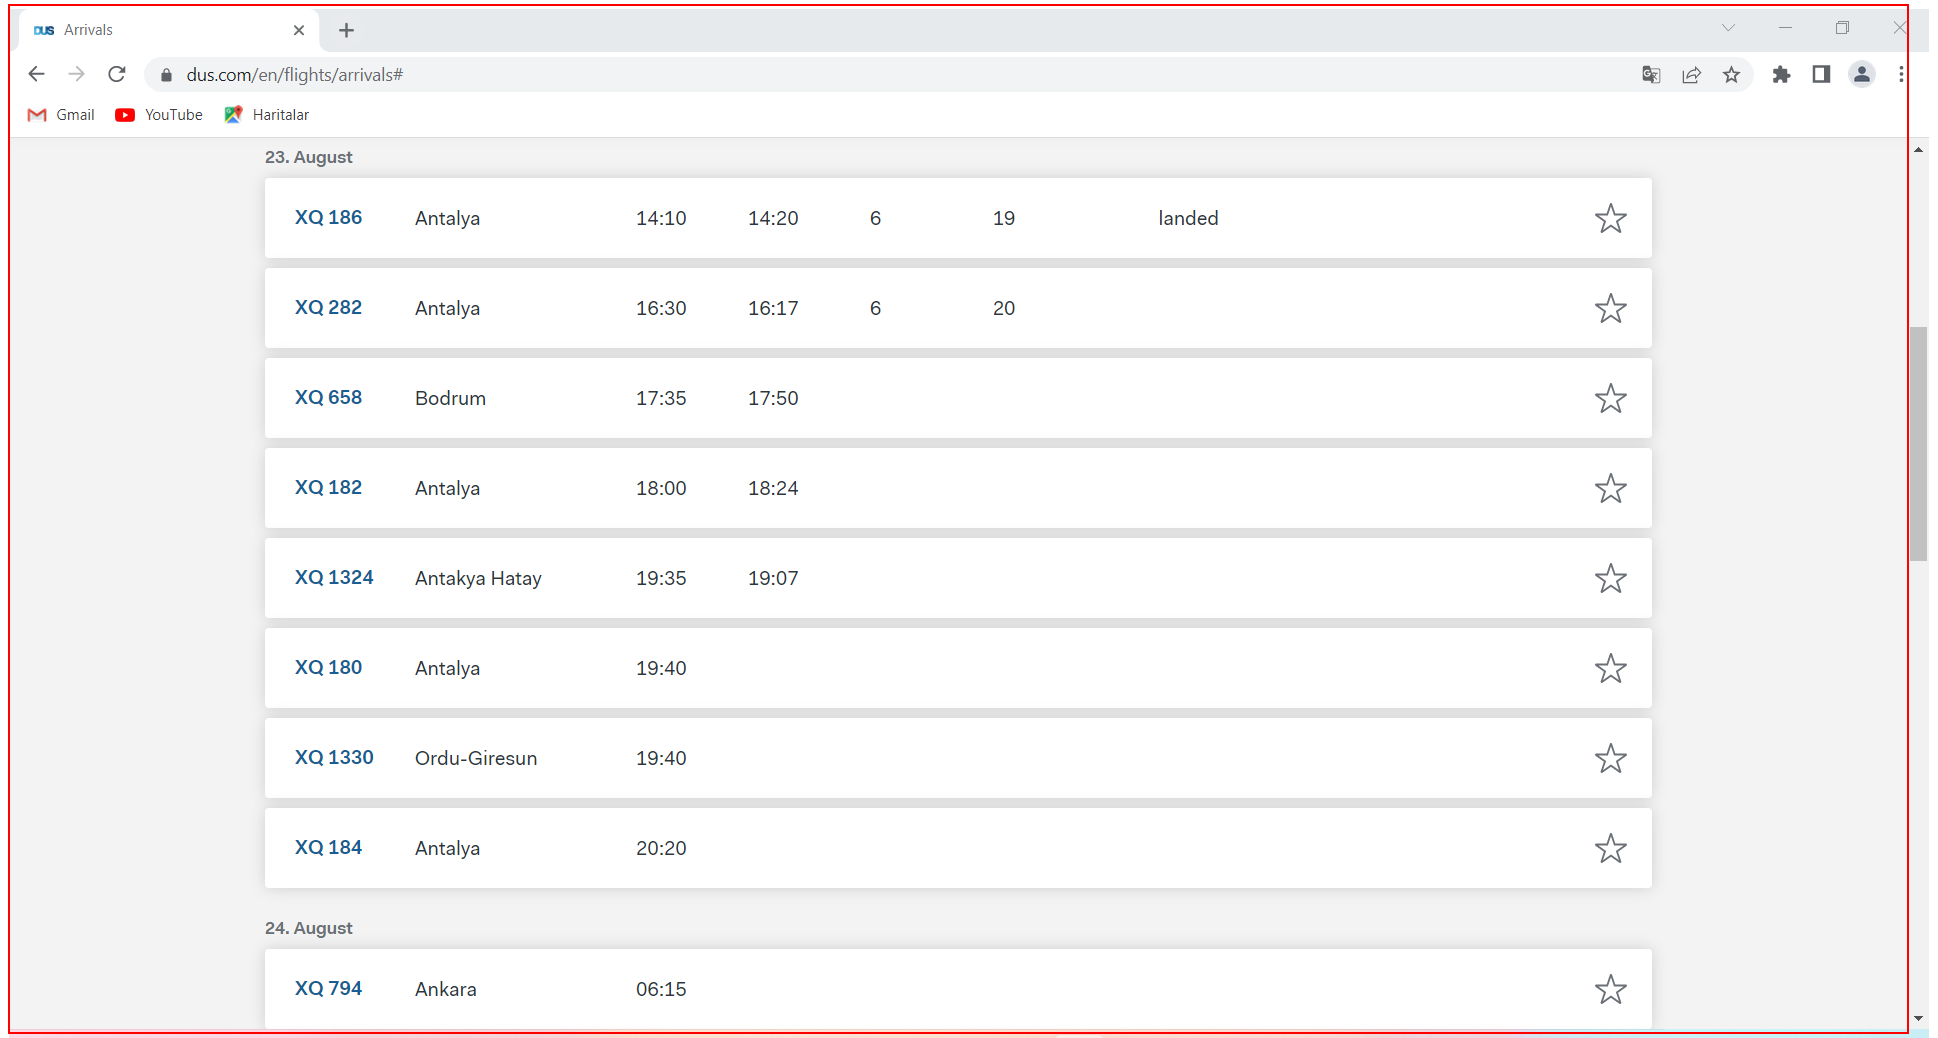 DUS Arrivals
dus.com/en/flights/arrivals#
Gmail YouTube Haritalar
23. August
XQ 186 Antalya 14:10 14:20 6 19 landed
XQ 282 Antalya 16:30 16:17 6 20
XQ 658 Bodrum 17:35 17:50
XQ 182 Antalya 18:00 18:24
XQ 1324 Antakya Hatay 19:35 19:07
XQ 180 Antalya 19:40
XQ 1330 Ordu-Giresun 19:40
XQ 184 Antalya 20:20
24. August
XQ 794 Ankara 06:15